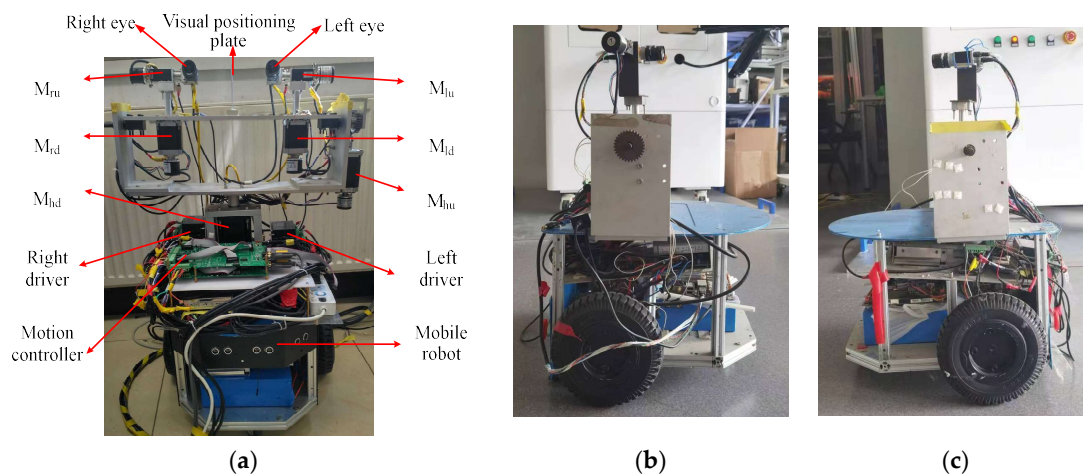 Right eye
Visual positioning
plate
Left eye
Mru
Mlu
Mrd
Mld
Mhd
Mhu
Right
driver
Left
driver
Motion
controller
Mobile
robot
(a)
(b)
(c)